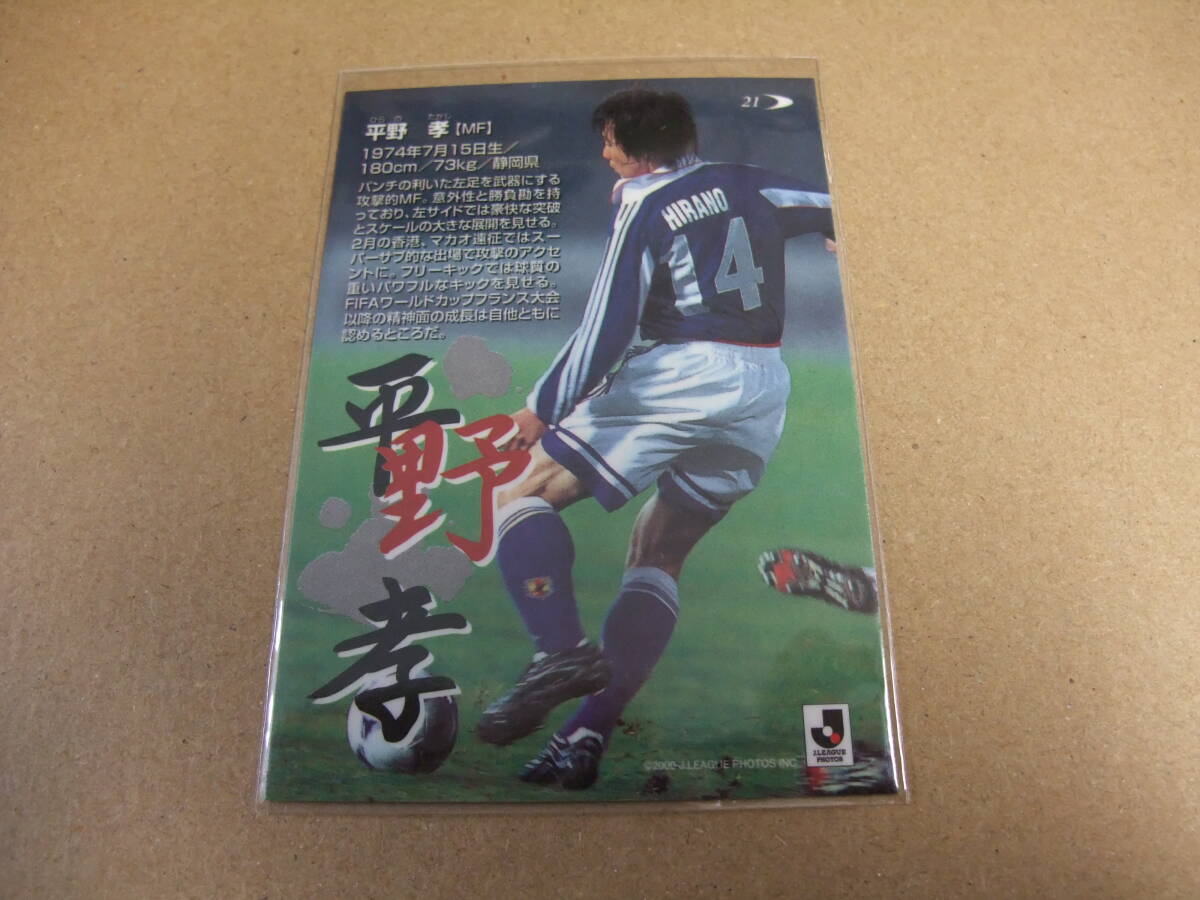 ひら の たかし
平野 孝【MF】
21
1974年7月15日生／
180cm／73kg／静岡県
パンチの利いた左足を武器にする
攻撃的MF。意外性と勝負勘を持
っており、左サイドでは豪快な突破
とスケールの大きな展開を見せる。
2月の香港、マカオ遠征ではスー
パーサブ的な出場で攻撃のアクセ
ントに。フリーキックでは球質の
重いパワフルなキックを見せる。
FIFAワールドカップフランス大会
以降の精神面の成長は自他ともに
認めるところだ。
HIRANO
14
平
野
孝
J.LEAGUE
PHOTOS
©2000-J.LEAGUE PHOTOS INC.